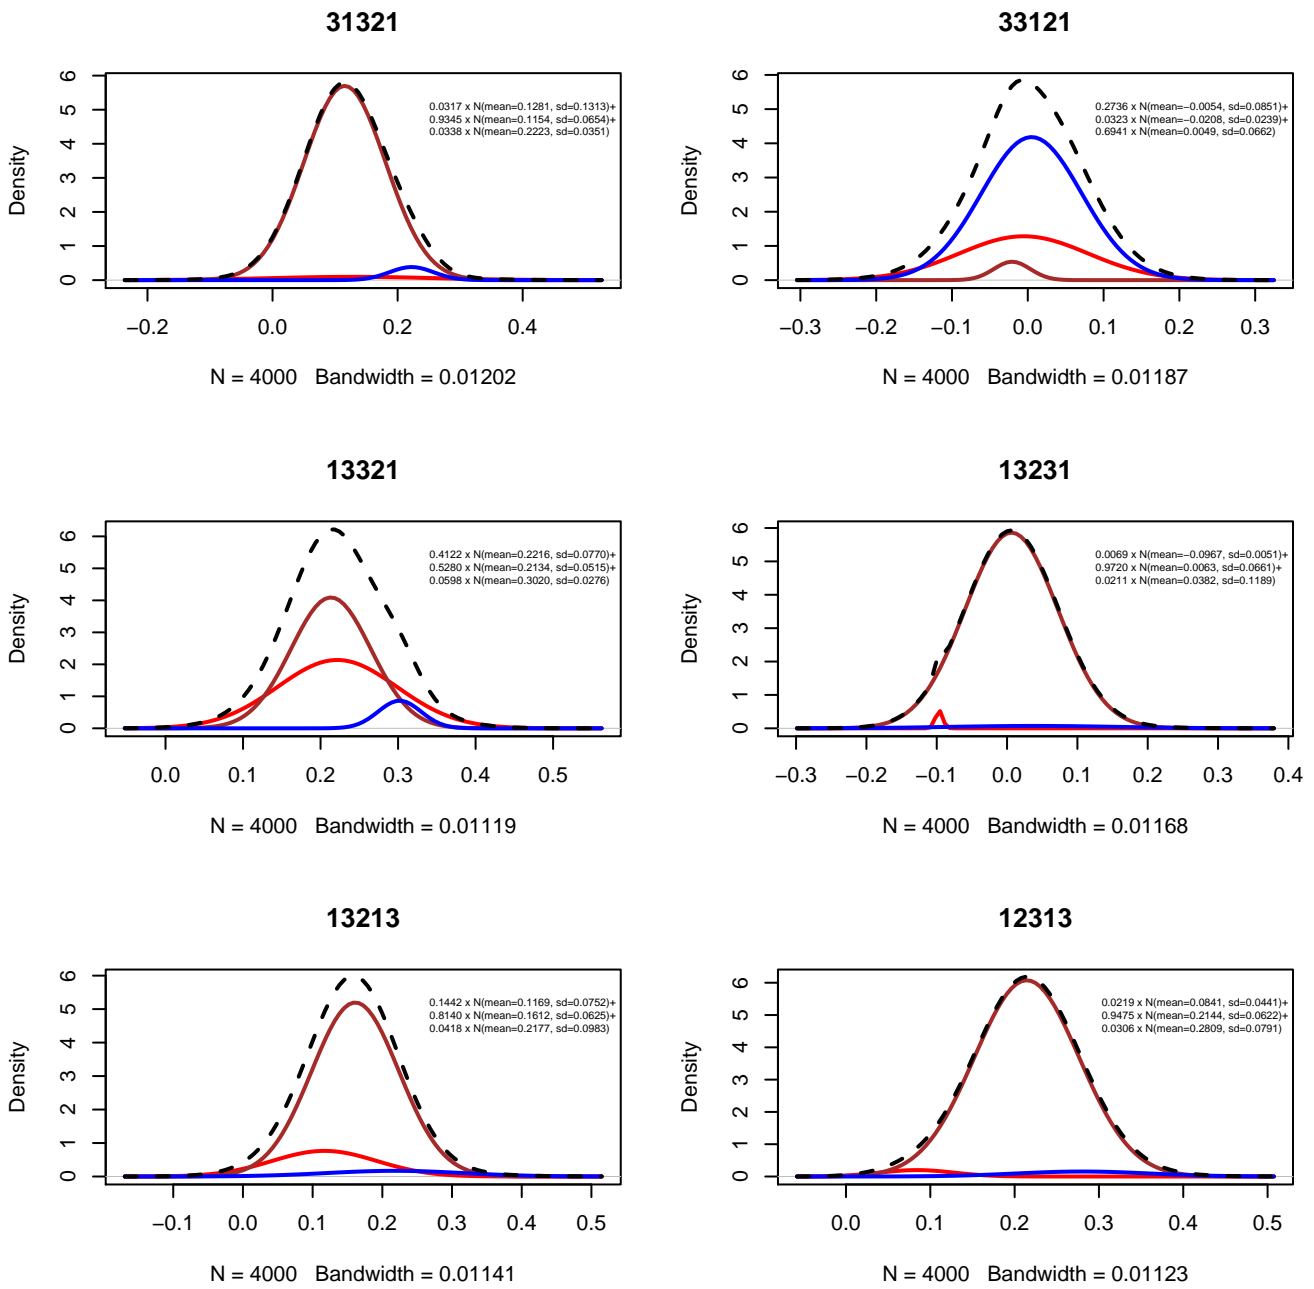 31321
Density
0 1 2 3 4 5 6
0.0317 x N(mean=0.1281, sd=0.1313)+
0.9345 x N(mean=0.1154, sd=0.0654)+
0.0338 x N(mean=0.2223, sd=0.0351)
−0.2 0.0 0.2 0.4
N = 4000 Bandwidth = 0.01202
33121
Density
0 1 2 3 4 5 6
0.2736 x N(mean=−0.0054, sd=0.0851)+
0.0323 x N(mean=−0.0208, sd=0.0239)+
0.6941 x N(mean=0.0049, sd=0.0662)
−0.3 −0.2 −0.1 0.0 0.1 0.2 0.3
N = 4000 Bandwidth = 0.01187
13321
Density
0 1 2 3 4 5 6
0.4122 x N(mean=0.2216, sd=0.0770)+
0.5280 x N(mean=0.2134, sd=0.0515)+
0.0598 x N(mean=0.3020, sd=0.0276)
0.0 0.1 0.2 0.3 0.4 0.5
N = 4000 Bandwidth = 0.01119
13231
Density
0 1 2 3 4 5 6
0.0069 x N(mean=−0.0967, sd=0.0051)+
0.9720 x N(mean=0.0063, sd=0.0661)+
0.0211 x N(mean=0.0382, sd=0.1189)
−0.3 −0.2 −0.1 0.0 0.1 0.2 0.3 0.4
N = 4000 Bandwidth = 0.01168
13213
Density
0 1 2 3 4 5 6
0.1442 x N(mean=0.1169, sd=0.0752)+
0.8140 x N(mean=0.1612, sd=0.0625)+
0.0418 x N(mean=0.2177, sd=0.0983)
−0.1 0.0 0.1 0.2 0.3 0.4 0.5
N = 4000 Bandwidth = 0.01141
12313
Density
0 1 2 3 4 5 6
0.0219 x N(mean=0.0841, sd=0.0441)+
0.9475 x N(mean=0.2144, sd=0.0622)+
0.0306 x N(mean=0.2809, sd=0.0791)
0.0 0.1 0.2 0.3 0.4 0.5
N = 4000 Bandwidth = 0.01123